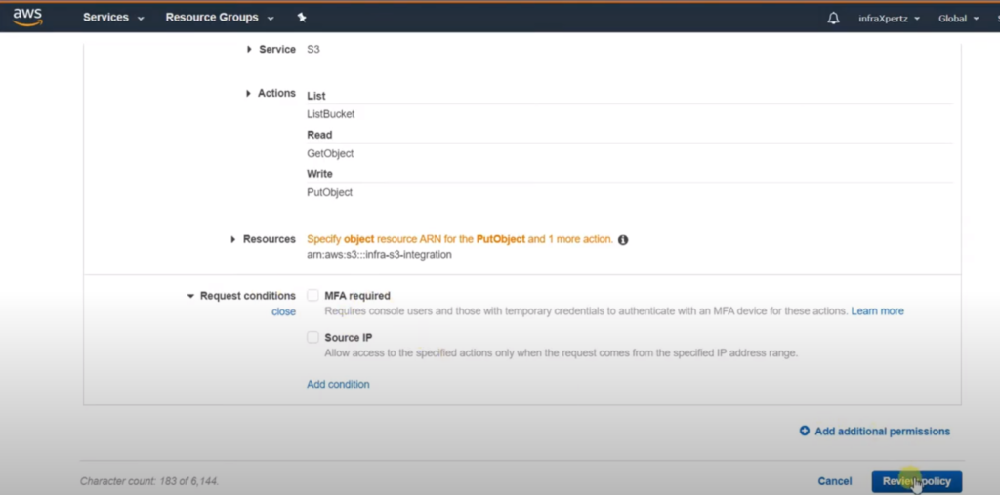 aws Services Resource Groups infraXpertz Global
Service S3
Actions List
ListBucket
Read
GetObject
Write
PutObject
Resources Specify object resource ARN for the PutObject and 1 more action.
arn:aws:s3:::infra-s3-integration
Request conditions MFA required
close Requires console users and those with temporary credentials to authenticate with an MFA device for these actions. Learn more
Source IP
Allow access to the specified actions only when the request comes from the specified IP address range.
Add condition
Add additional permissions
Character count: 183 of 6,144.
Cancel Review policy